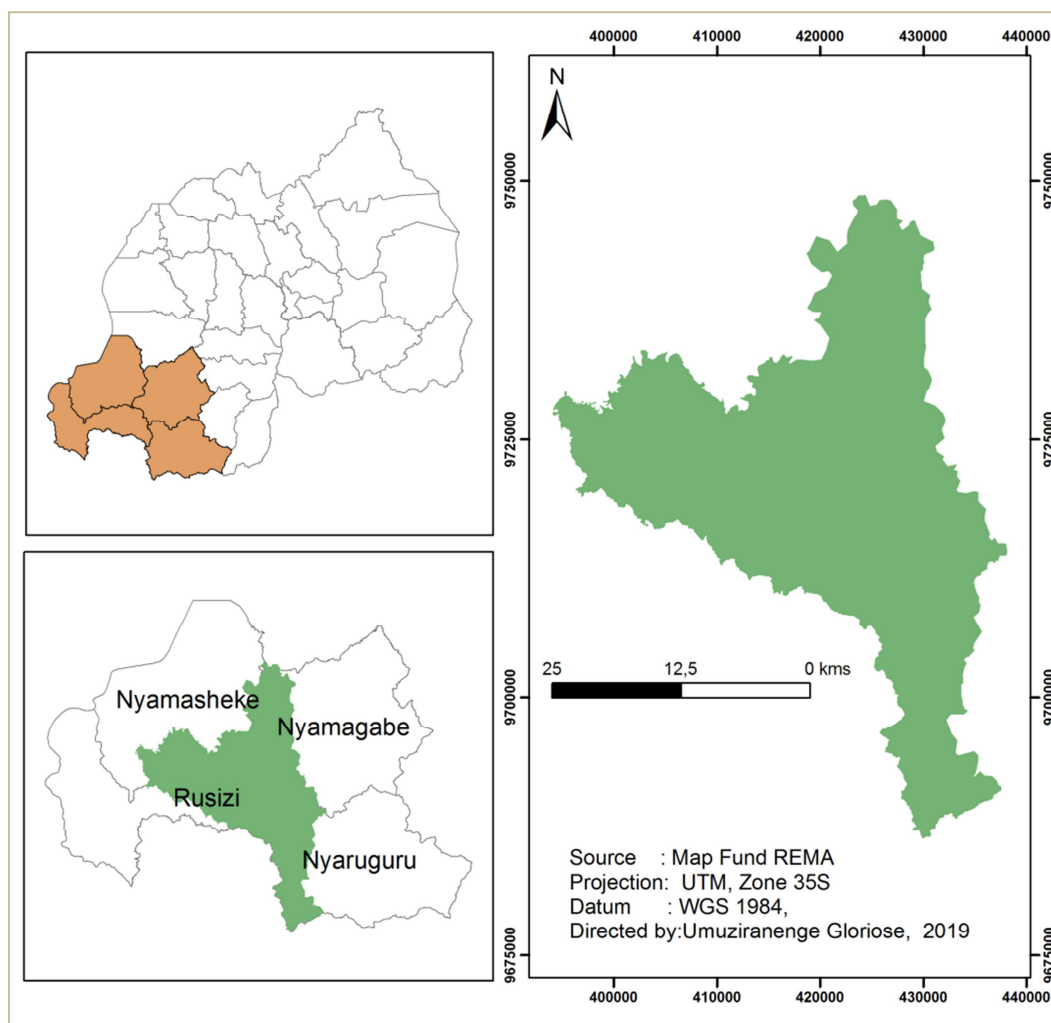 400000 410000 420000 430000 440000
N
9750000
9725000
9700000
9675000
25 12,5 0 kms
Nyamasheke
Nyamagabe
Rusizi
Nyaruguru
Source : Map Fund REMA
Projection: UTM, Zone 35S
Datum : WGS 1984,
Directed by:Umuziranenge Gloriose, 2019
400000 410000 420000 430000 440000